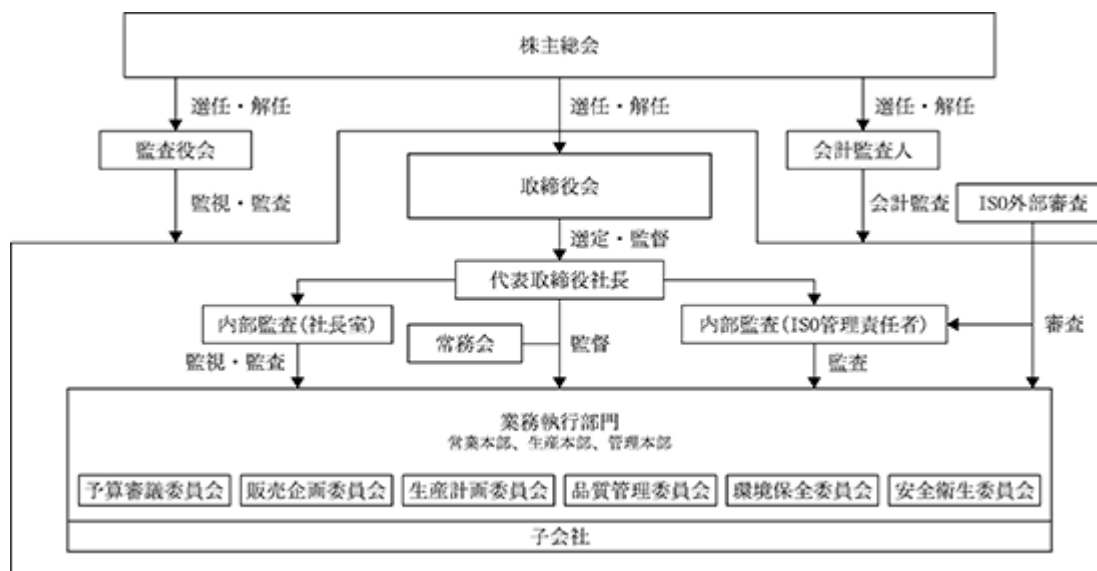 株主総会
選任・解任
選任・解任
選任・解任
監査役会
会計監査人
取締役会
監視・監査
会計監査
ISO外部審査
選定・監督
代表取締役社長
内部監査(社長室)
内部監査(ISO管理責任者)
審査
常務会
監視・監査
監督
監査
業務執行部門
営業本部、生産本部、管理本部
予算審議委員会
販売企画委員会
生産計画委員会
品質管理委員会
環境保全委員会
安全衛生委員会
子会社